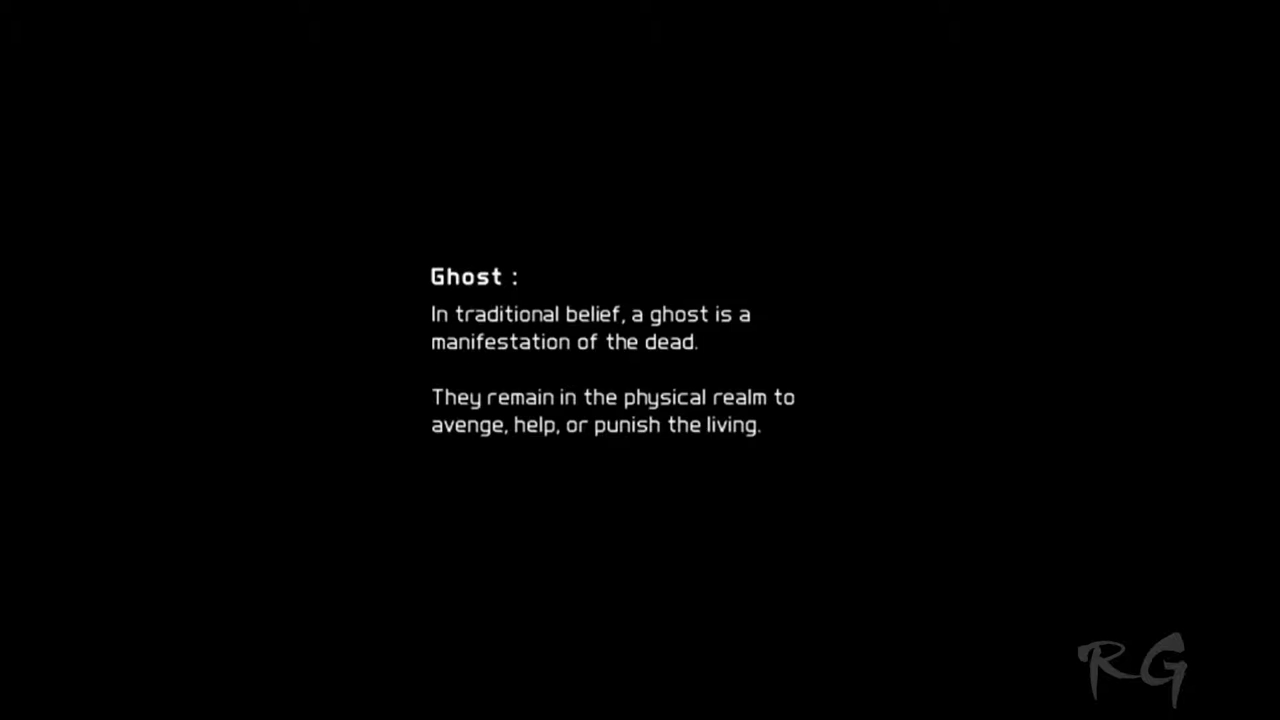 Ghost :
In traditional belief, a ghost is a
manifestation of the dead.
They remain in the physical realm to
avenge, help, or punish the living.
RG